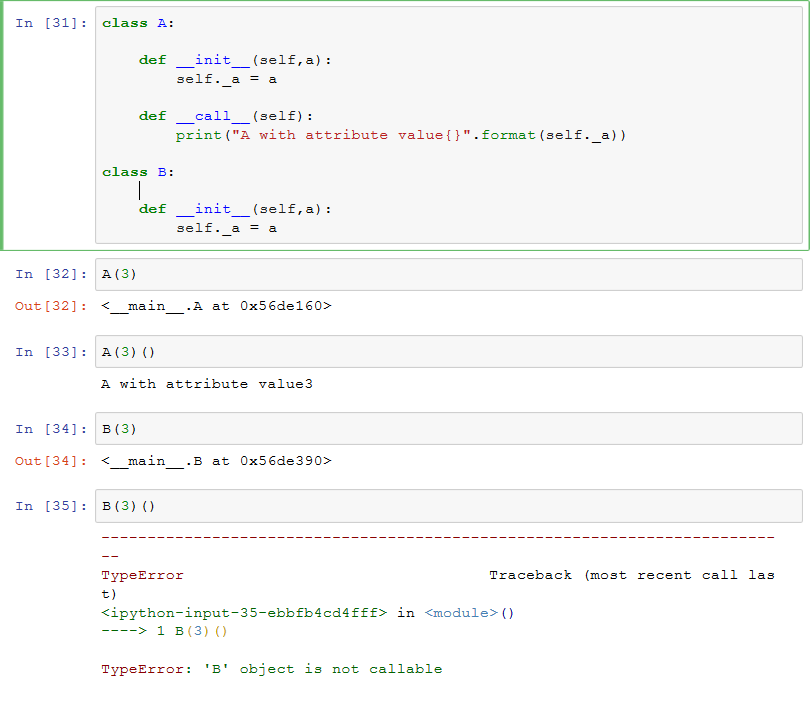 In [31]: class A:
def __init__(self,a):
self._a = a
def __call__(self):
print("A with attribute value{}".format(self._a))
class B:
def __init__(self,a):
self._a = a
In [32]: A(3)
Out[32]: <__main__.A at 0x56de160>
In [33]: A(3)()
A with attribute value3
In [34]: B(3)
Out[34]: <__main__.B at 0x56de390>
In [35]: B(3)()
---------------------------------------------------------------------------
--
TypeError                                 Traceback (most recent call las
t)
<ipython-input-35-ebbfb4cd4fff> in <module>()
----> 1 B(3)()
TypeError: 'B' object is not callable